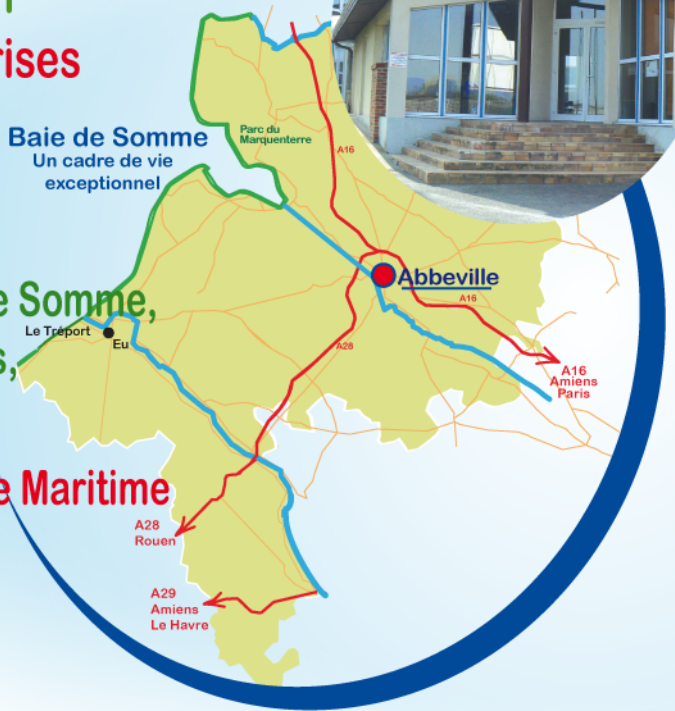 rises
Baie de Somme
Un cadre de vie
exceptionnel
Parc du
Marquenterre
A16
Abbeville
A16
e Somme,
Le Tréport
Eu
s,
A28
A16
Amiens
Paris
e Maritime
A28
Rouen
A29
Amiens
Le Havre